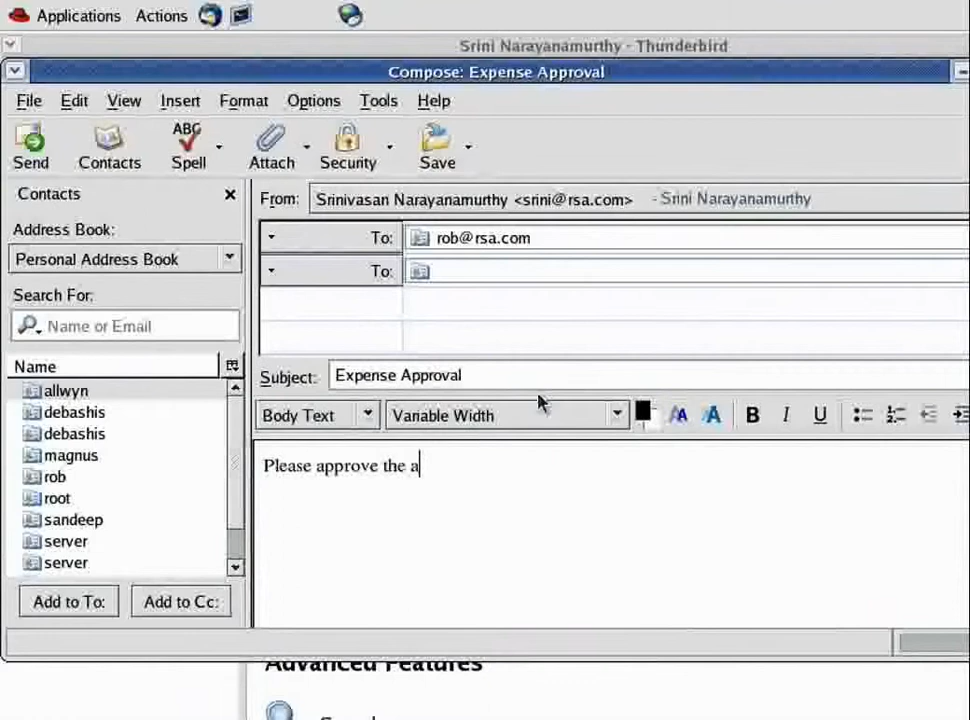 Applications Actions
Srini Narayanamurthy - Thunderbird
Compose: Expense Approval
File Edit View Insert Format Options Tools Help
ABC
Send Contacts Spell Attach Security Save
Contacts
From: Srinivasan Narayanamurthy <srini@rsa.com> - Srini Narayanamurthy
Address Book:
To: rob@rsa.com
Personal Address Book
To:
Search For:
Name or Email
Name
Subject: Expense Approval
allwyn
debashis
debashis
magnus
rob
root
sandeep
server
server
Body Text Variable Width A A A B I U
Please approve the a
Add to To: Add to Cc:
Advanced Features